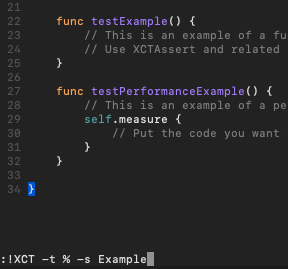 21
22 func testExample() {
23 // This is an example of a fu
24 // Use XCTAssert and related
25 }
26
27 func testPerformanceExample() {
28 // This is an example of a pe
29 self.measure {
30 // Put the code you want
31 }
32 }
33
34 }
:!XCT -t % -s Example